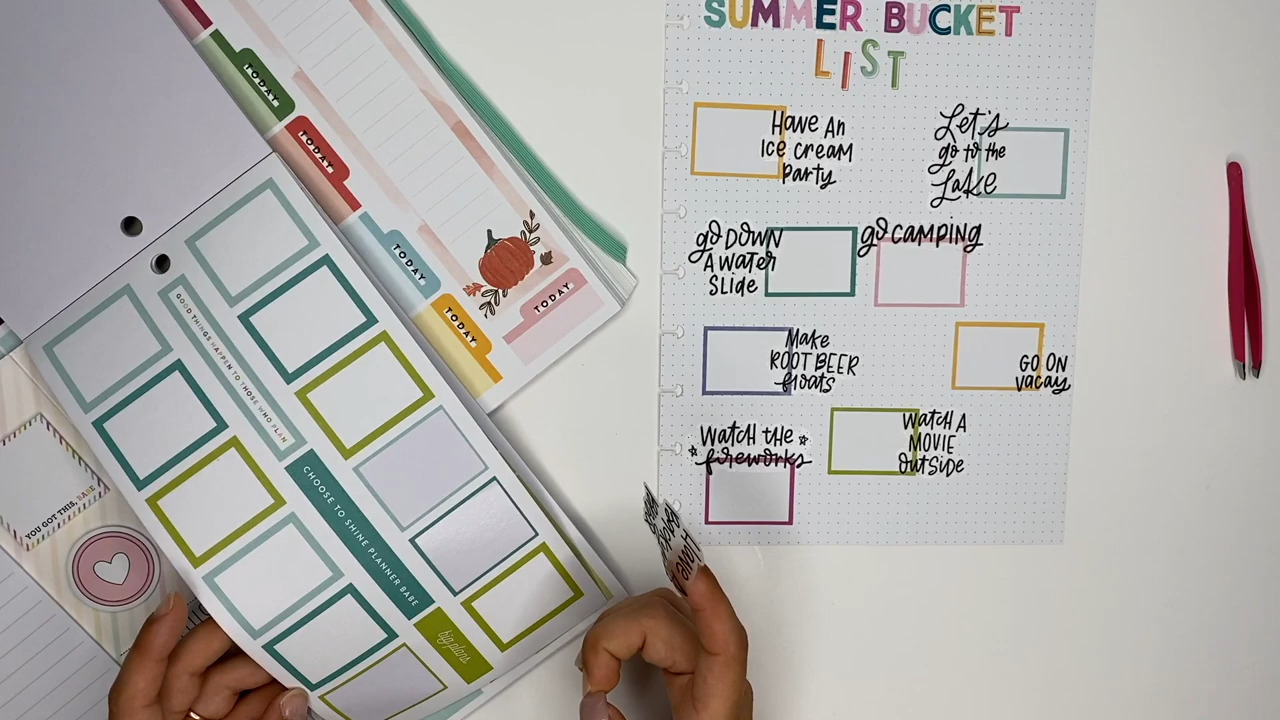 SUMMER BUCKET
LIST
Have An
Ice cream
Party
Let's
go to the
Lake
go DOWN
A Water
Slide
go CAMPING
Make
ROOT BEER
floats
GO ON
vacay
Watch the
fireworks
Watch A
MOVIE
Outside
TODAY
TODAY
TODAY
TODAY
TODAY
GOOD THINGS HAPPEN TO THOSE WHO PLAN
CHOOSE TO SHINE PLANNER BABE
big plans
YOU GOT THIS, BABE